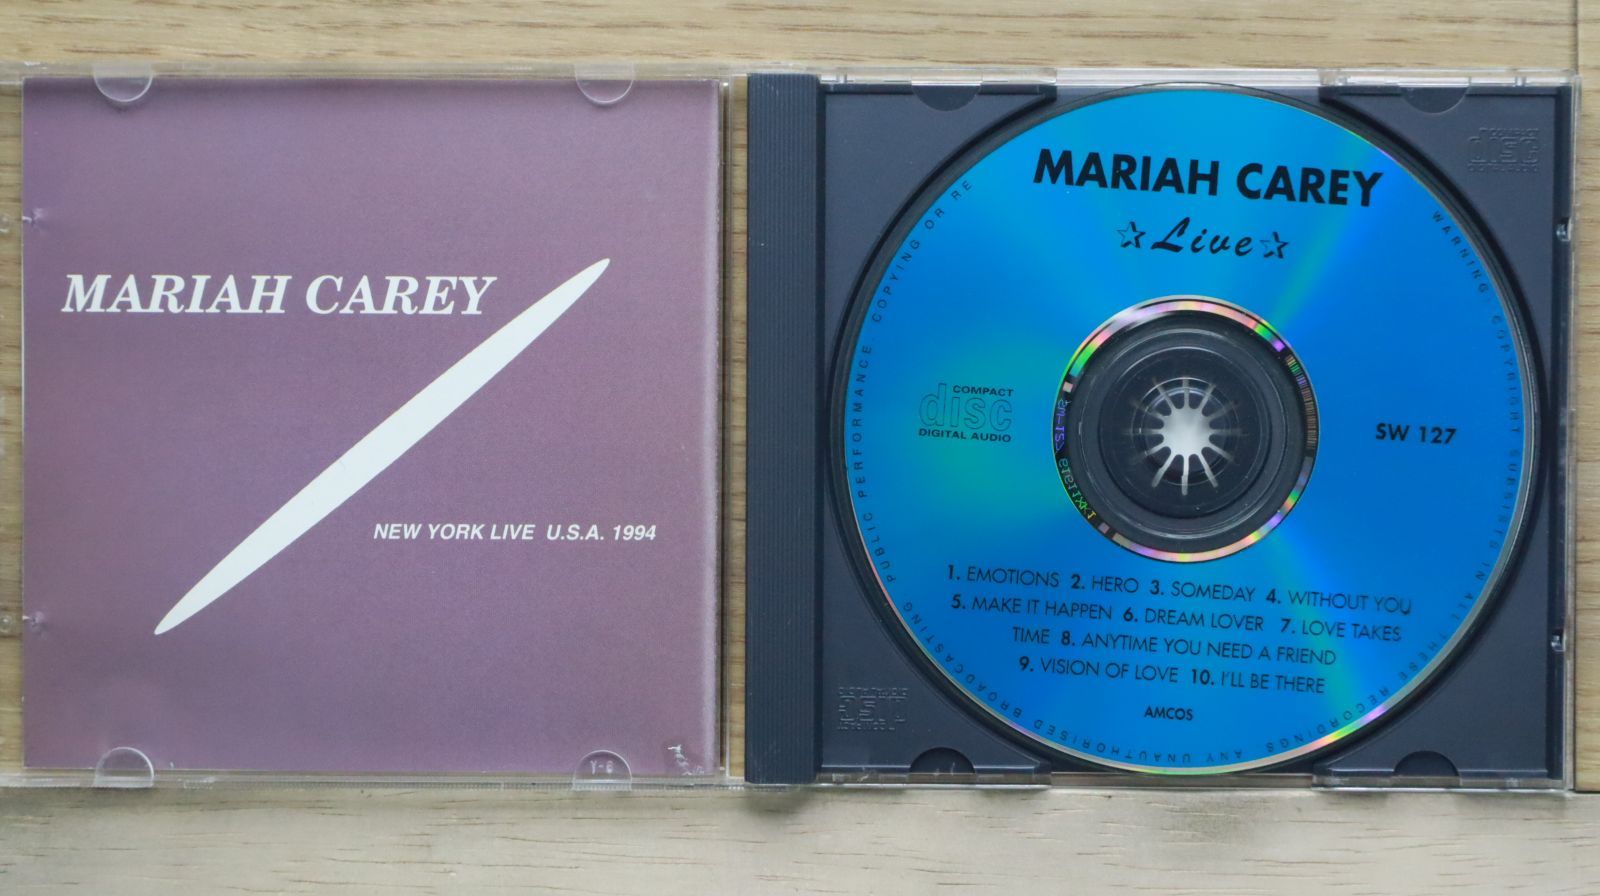 MARIAH CAREY
NEW YORK LIVE U.S.A. 1994
MARIAH CAREY
☆Live☆
COMPACT
disc
DIGITAL AUDIO
SW 127
1. EMOTIONS 2. HERO 3. SOMEDAY 4. WITHOUT YOU
5. MAKE IT HAPPEN 6. DREAM LOVER 7. LOVE TAKES
TIME 8. ANYTIME YOU NEED A FRIEND
9. VISION OF LOVE 10. I'LL BE THERE
AMCOS
WARNING COPYRIGHT SUBSISTS IN ALL THESE RECORDINGS ANY UNAUTHORISED BROADCASTING PUBLIC PERFORMANCE. COPYING OR RE